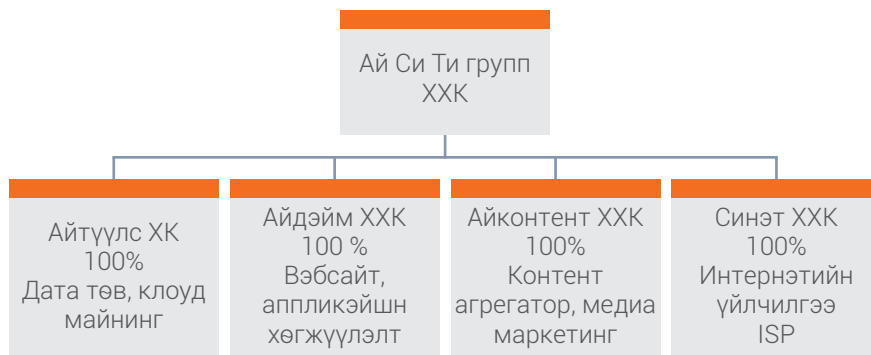 Ай Си Ти групп
ХХК
Айтүүлс ХК
100%
Дата төв, клоуд
майнинг
Айдэйм ХХК
100 %
Вэбсайт,
аппликэйшн
хөгжүүлэлт
Айконтент ХХК
100%
Контент
агрегатор, медиа
маркетинг
Синэт ХХК
100%
Интернэтийн
үйлчилгээ
ISP